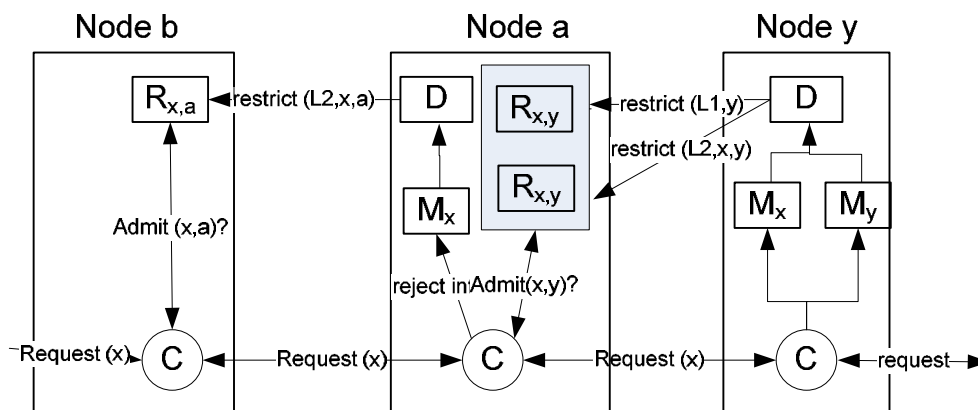 Node b
Node a
Node y
Rx,a
restrict (L2,x,a)
D
Rx,y
restrict (L1,y)
D
restrict (L2,x,y)
Rx,y
Mx
Mx
My
Admit (x,a)?
reject in
Admit(x,y)?
Request (x)
C
Request (x)
C
Request (x)
C
request